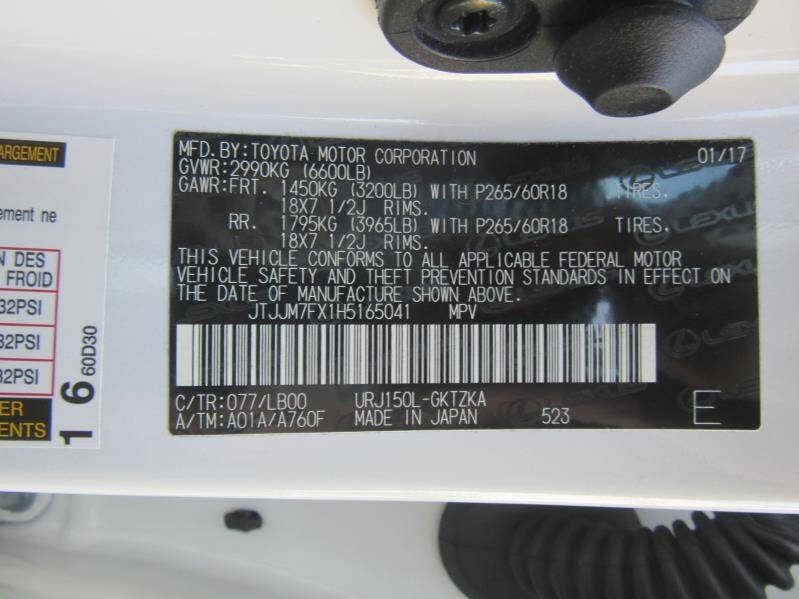 ARGEMENT
ement ne
N DES
FROID
32PSI
32PSI
32PSI
ER
ENTS
16
60D30
MFD.BY:TOYOTA MOTOR CORPORATION 01/17
GVWR:2990KG (6600LB)
GAWR:FRT. 1450KG (3200LB) WITH P265/60R18 TIRES.
18X7 1/2J RIMS.
RR. 1795KG (3965LB) WITH P265/60R18 TIRES.
18X7 1/2J RIMS.
THIS VEHICLE CONFORMS TO ALL APPLICABLE FEDERAL MOTOR
VEHICLE SAFETY AND THEFT PREVENTION STANDARDS IN EFFECT ON
THE DATE OF MANUFACTURE SHOWN ABOVE.
JTJJM7FX1H5165041 MPV
C/TR:077/LB00 URJ150L-GKTZKA
A/TM:A01A/A760F MADE IN JAPAN 523 E
LEXUS